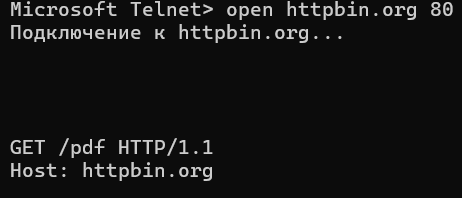 Microsoft Telnet> open httpbin.org 80
Подключение к httpbin.org...
GET /pdf HTTP/1.1
Host: httpbin.org